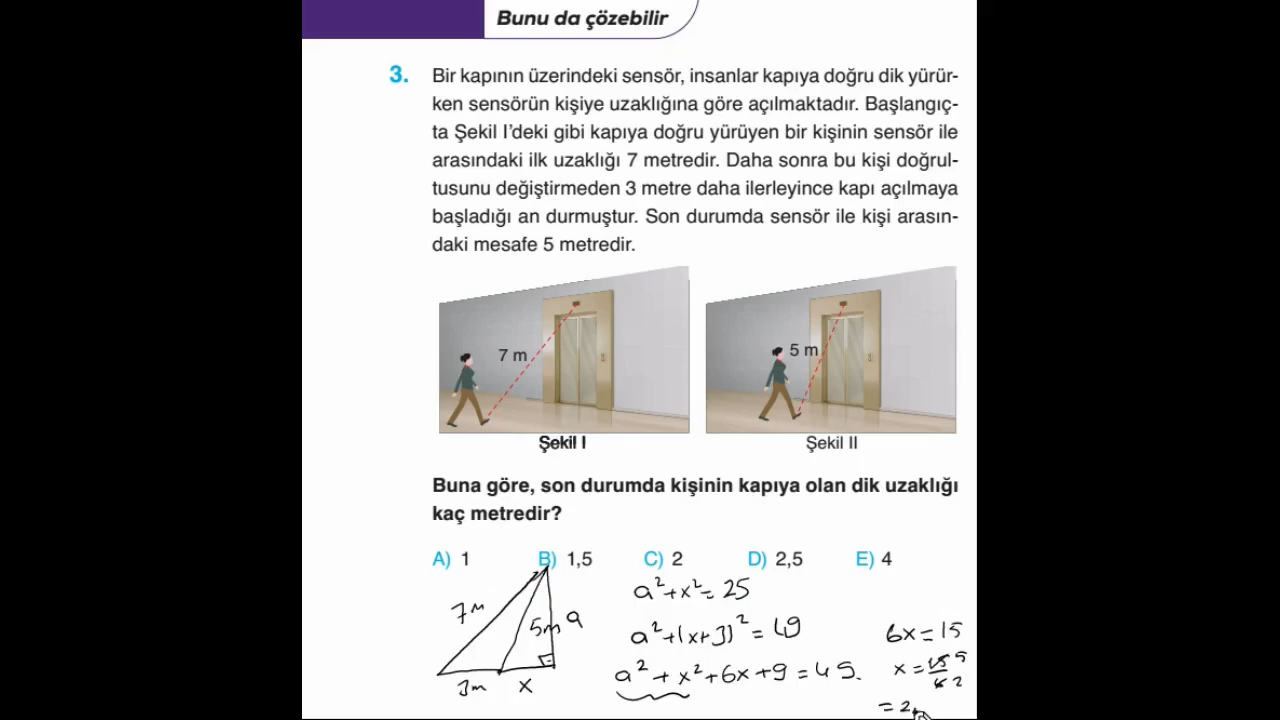 Bunu da çözebilir
3. Bir kapının üzerindeki sensör, insanlar kapıya doğru dik yürür-
ken sensörün kişiye uzaklığına göre açılmaktadır. Başlangıç-
ta Şekil I'deki gibi kapıya doğru yürüyen bir kişinin sensör ile
arasındaki ilk uzaklığı 7 metredir. Daha sonra bu kişi doğrul-
tusunu değiştirmeden 3 metre daha ilerleyince kapı açılmaya
başladığı an durmuştur. Son durumda sensör ile kişi arasın-
daki mesafe 5 metredir.
7 m
5 m
Şekil I
Şekil II
Buna göre, son durumda kişinin kapıya olan dik uzaklığı
kaç metredir?
A) 1 B) 1,5 C) 2 D) 2,5 E) 4
7m
5m a
3m x
a²+x²=25
a²+(x+3)²=49
a²+x²+6x+9=49.
6x=15
x=15/6 5 2
=2,